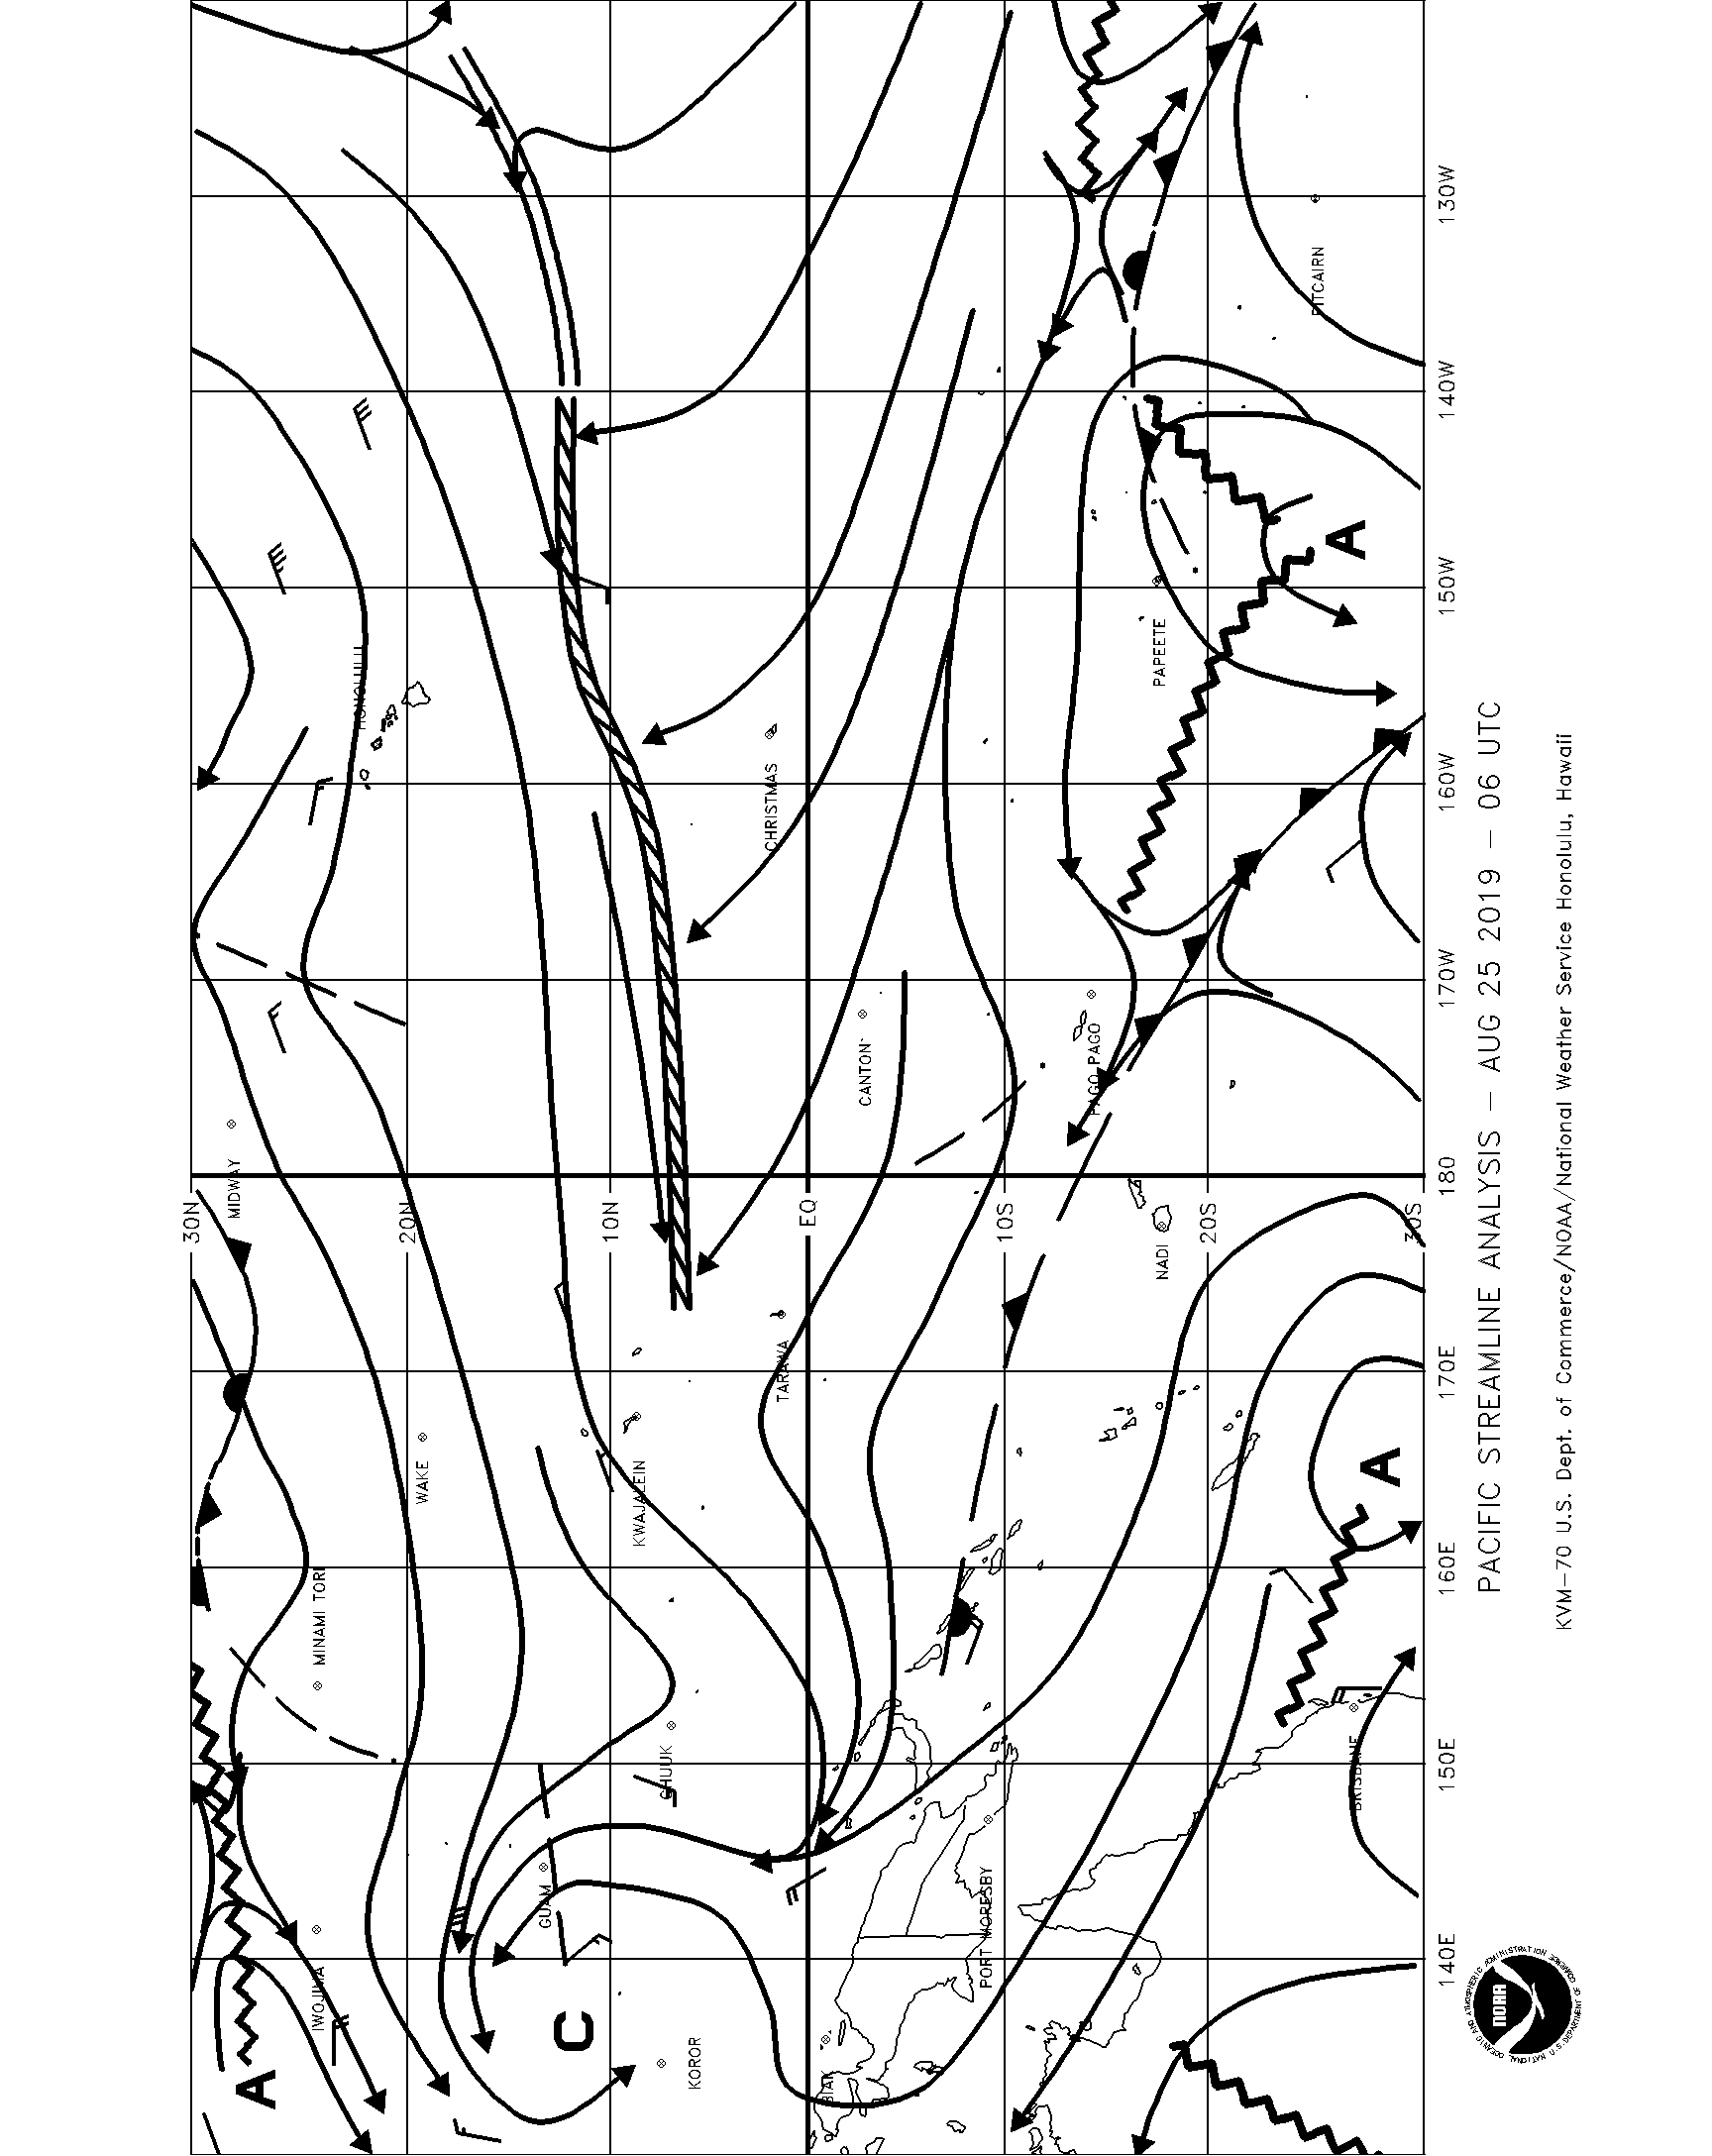 30N
20N
10N
EQ
10S
20S
30S
130W
140W
150W
160W
170W
180
170E
160E
150E
140E
HONOLULU
MIDWAY
WAKE
MINAMI TORI
IWOJIMA
GUAM
CHUUK
KOROR
KWAJALEIN
TARAWA
CHRISTMAS
CANTON
PAGO PAGO
NADI
PAPEETE
PITCAIRN
PORT MORESBY
BIAK
BRISBANE
A
A
A
C
PACIFIC STREAMLINE ANALYSIS – AUG 25 2019 – 06 UTC
KVM–70 U.S. Dept. of Commerce/NOAA/National Weather Service Honolulu, Hawaii
NOAA
NATIONAL OCEANIC AND ATMOSPHERIC ADMINISTRATION
U.S. DEPARTMENT OF COMMERCE